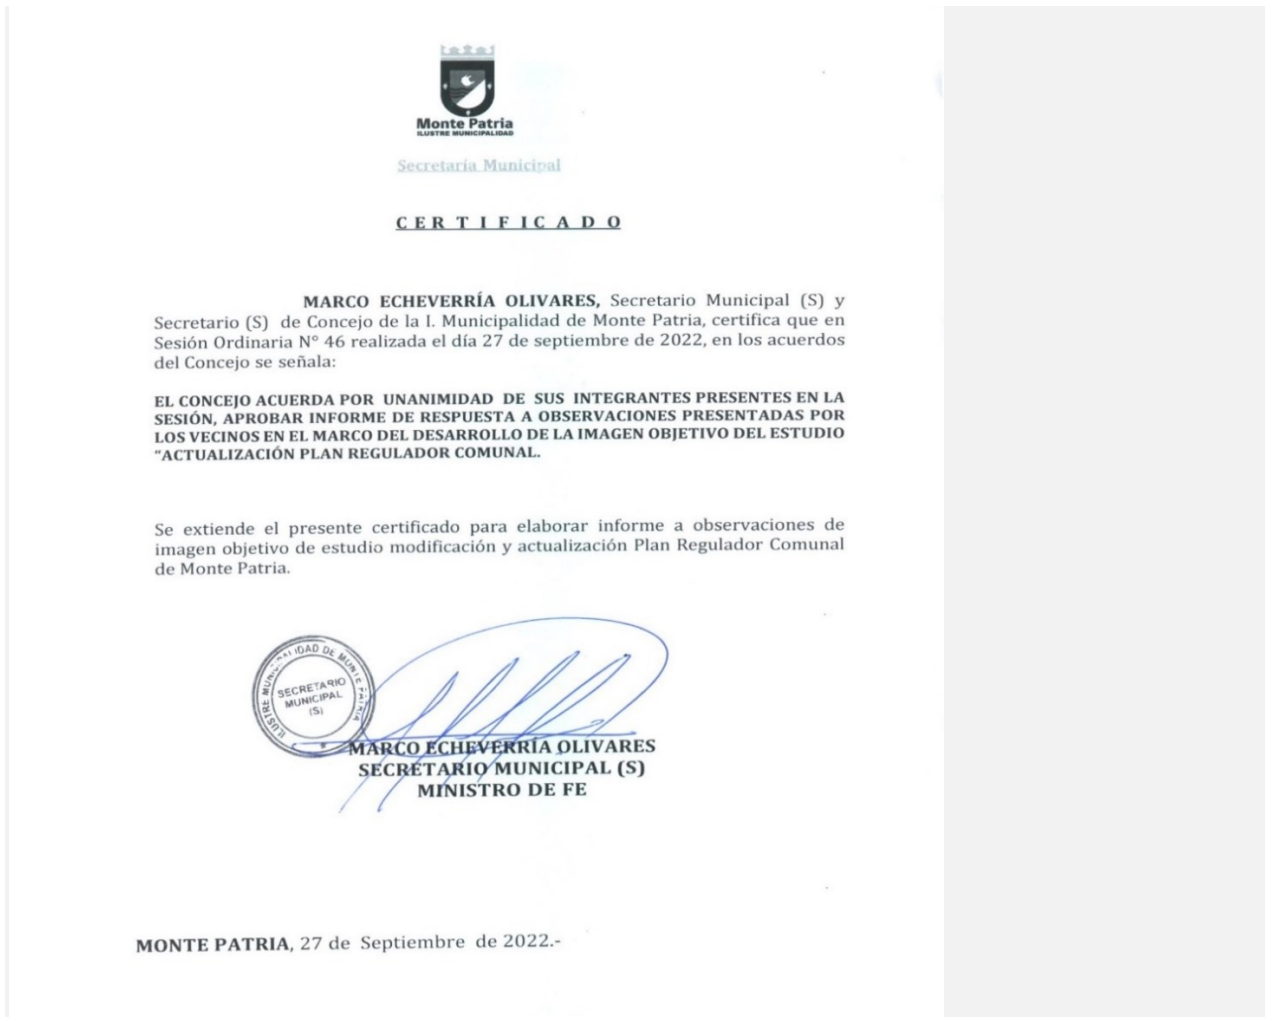 Monte Patria
ILUSTRE MUNICIPALIDAD
Secretaría Municipal
C E R T I F I C A D O
MARCO ECHEVERRÍA OLIVARES, Secretario Municipal (S) y
Secretario (S) de Concejo de la I. Municipalidad de Monte Patria, certifica que en
Sesión Ordinaria N° 46 realizada el día 27 de septiembre de 2022, en los acuerdos
del Concejo se señala:
EL CONCEJO ACUERDA POR UNANIMIDAD DE SUS INTEGRANTES PRESENTES EN LA
SESIÓN, APROBAR INFORME DE RESPUESTA A OBSERVACIONES PRESENTADAS POR
LOS VECINOS EN EL MARCO DEL DESARROLLO DE LA IMAGEN OBJETIVO DEL ESTUDIO
"ACTUALIZACIÓN PLAN REGULADOR COMUNAL.
Se extiende el presente certificado para elaborar informe a observaciones de
imagen objetivo de estudio modificación y actualización Plan Regulador Comunal
de Monte Patria.
ILUSTRE MUNICIPALIDAD DE MONTE PATRIA
SECRETARIO
MUNICIPAL
(S)
MARCO ECHEVERRÍA OLIVARES
SECRETARIO MUNICIPAL (S)
MINISTRO DE FE
MONTE PATRIA, 27 de Septiembre de 2022.-